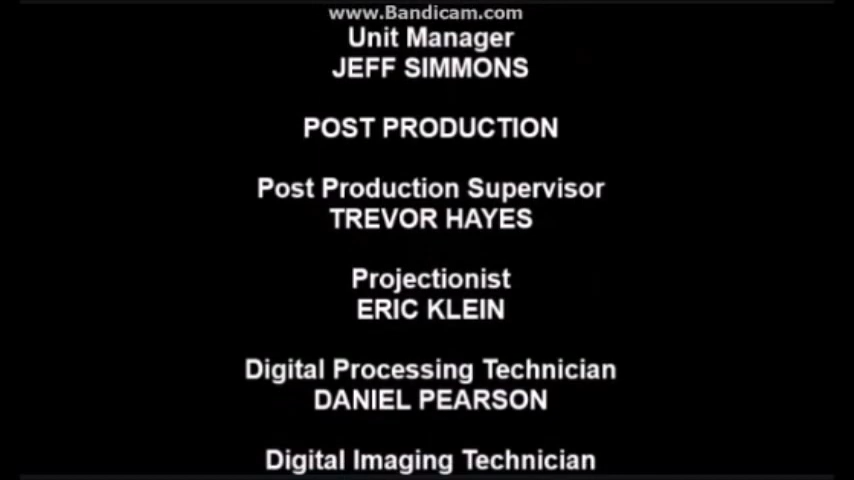 www.Bandicam.com
Unit Manager
JEFF SIMMONS
POST PRODUCTION
Post Production Supervisor
TREVOR HAYES
Projectionist
ERIC KLEIN
Digital Processing Technician
DANIEL PEARSON
Digital Imaging Technician